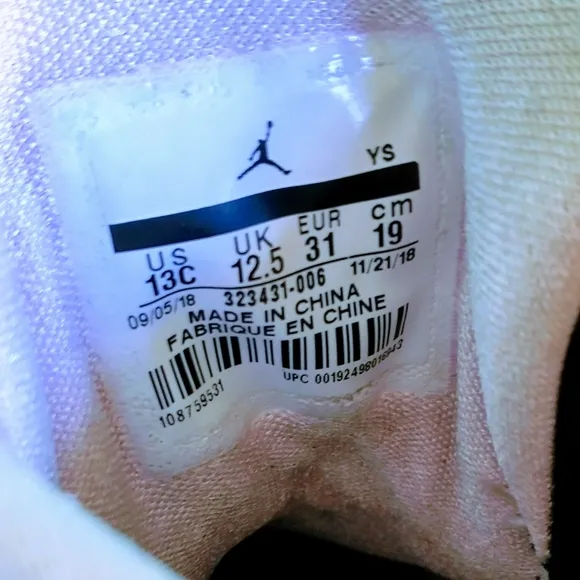 YS
US UK EUR cm
13C 12.5 31 19
09/05/18 323431-006 11/21/18
MADE IN CHINA
FABRIQUE EN CHINE
108759531 UPC